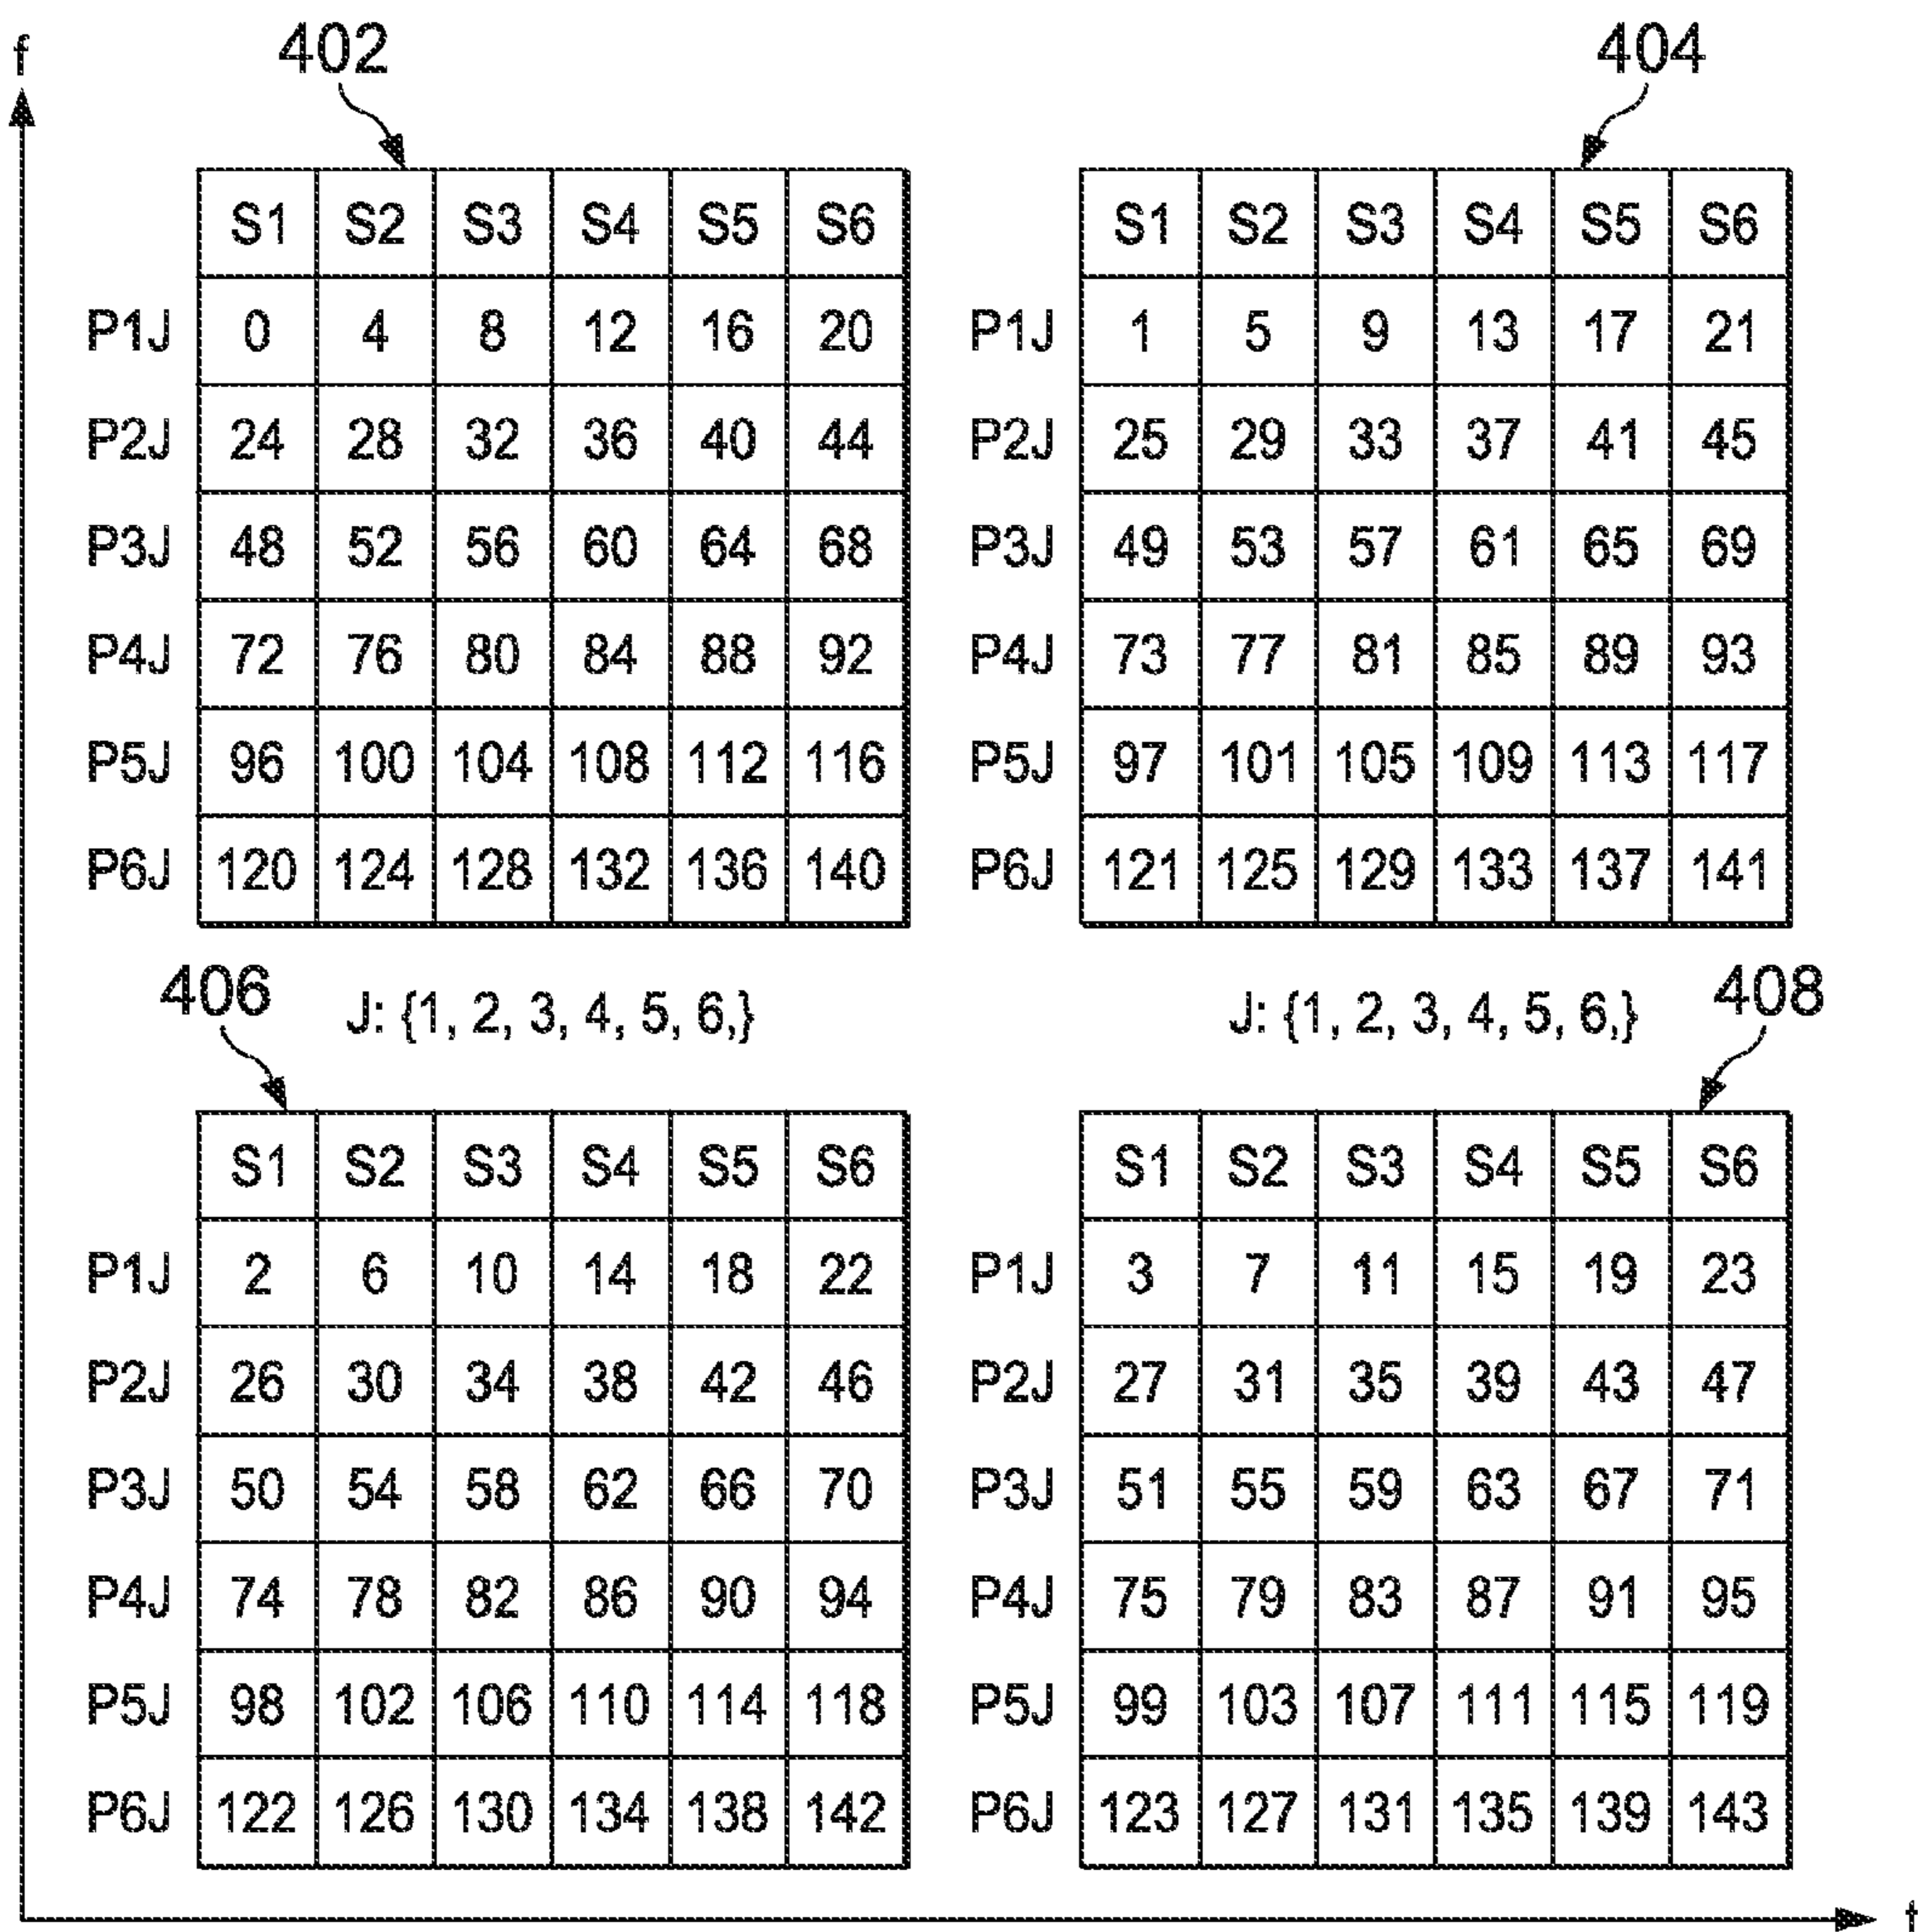 f
402 404
S1 S2 S3 S4 S5 S6 S1 S2 S3 S4 S5 S6
P1J 0 4 8 12 16 20 P1J 1 5 9 13 17 21
P2J 24 28 32 36 40 44 P2J 25 29 33 37 41 45
P3J 48 52 56 60 64 68 P3J 49 53 57 61 65 69
P4J 72 76 80 84 88 92 P4J 73 77 81 85 89 93
P5J 96 100 104 108 112 116 P5J 97 101 105 109 113 117
P6J 120 124 128 132 136 140 P6J 121 125 129 133 137 141
406 J: {1, 2, 3, 4, 5, 6,} J: {1, 2, 3, 4, 5, 6,} 408
S1 S2 S3 S4 S5 S6 S1 S2 S3 S4 S5 S6
P1J 2 6 10 14 18 22 P1J 3 7 11 15 19 23
P2J 26 30 34 38 42 46 P2J 27 31 35 39 43 47
P3J 50 54 58 62 66 70 P3J 51 55 59 63 67 71
P4J 74 78 82 86 90 94 P4J 75 79 83 87 91 95
P5J 98 102 106 110 114 118 P5J 99 103 107 111 115 119
P6J 122 126 130 134 138 142 P6J 123 127 131 135 139 143
t